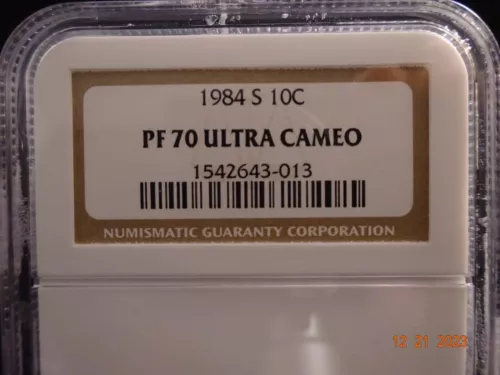 1984 S 10C
PF 70 ULTRA CAMEO
1542643-013
NUMISMATIC GUARANTY CORPORATION
12 21 2023